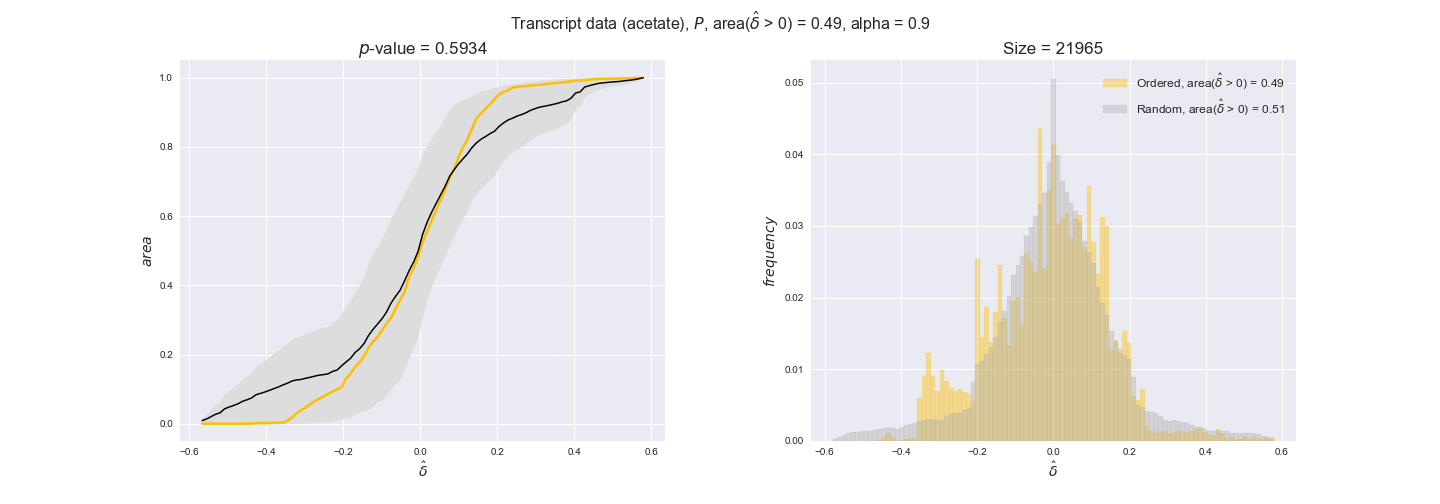 Transcript data (acetate), P, area(δ̂ > 0) = 0.49, alpha = 0.9
p-value = 0.5934
1.0
0.8
0.6
0.4
0.2
0.0
area
−0.6 −0.4 −0.2 0.0 0.2 0.4 0.6
δ̂
Size = 21965
Ordered, area(δ̂ > 0) = 0.49
Random, area(δ̂ > 0) = 0.51
0.05
0.04
0.03
0.02
0.01
0.00
frequency
−0.6 −0.4 −0.2 0.0 0.2 0.4 0.6
δ̂